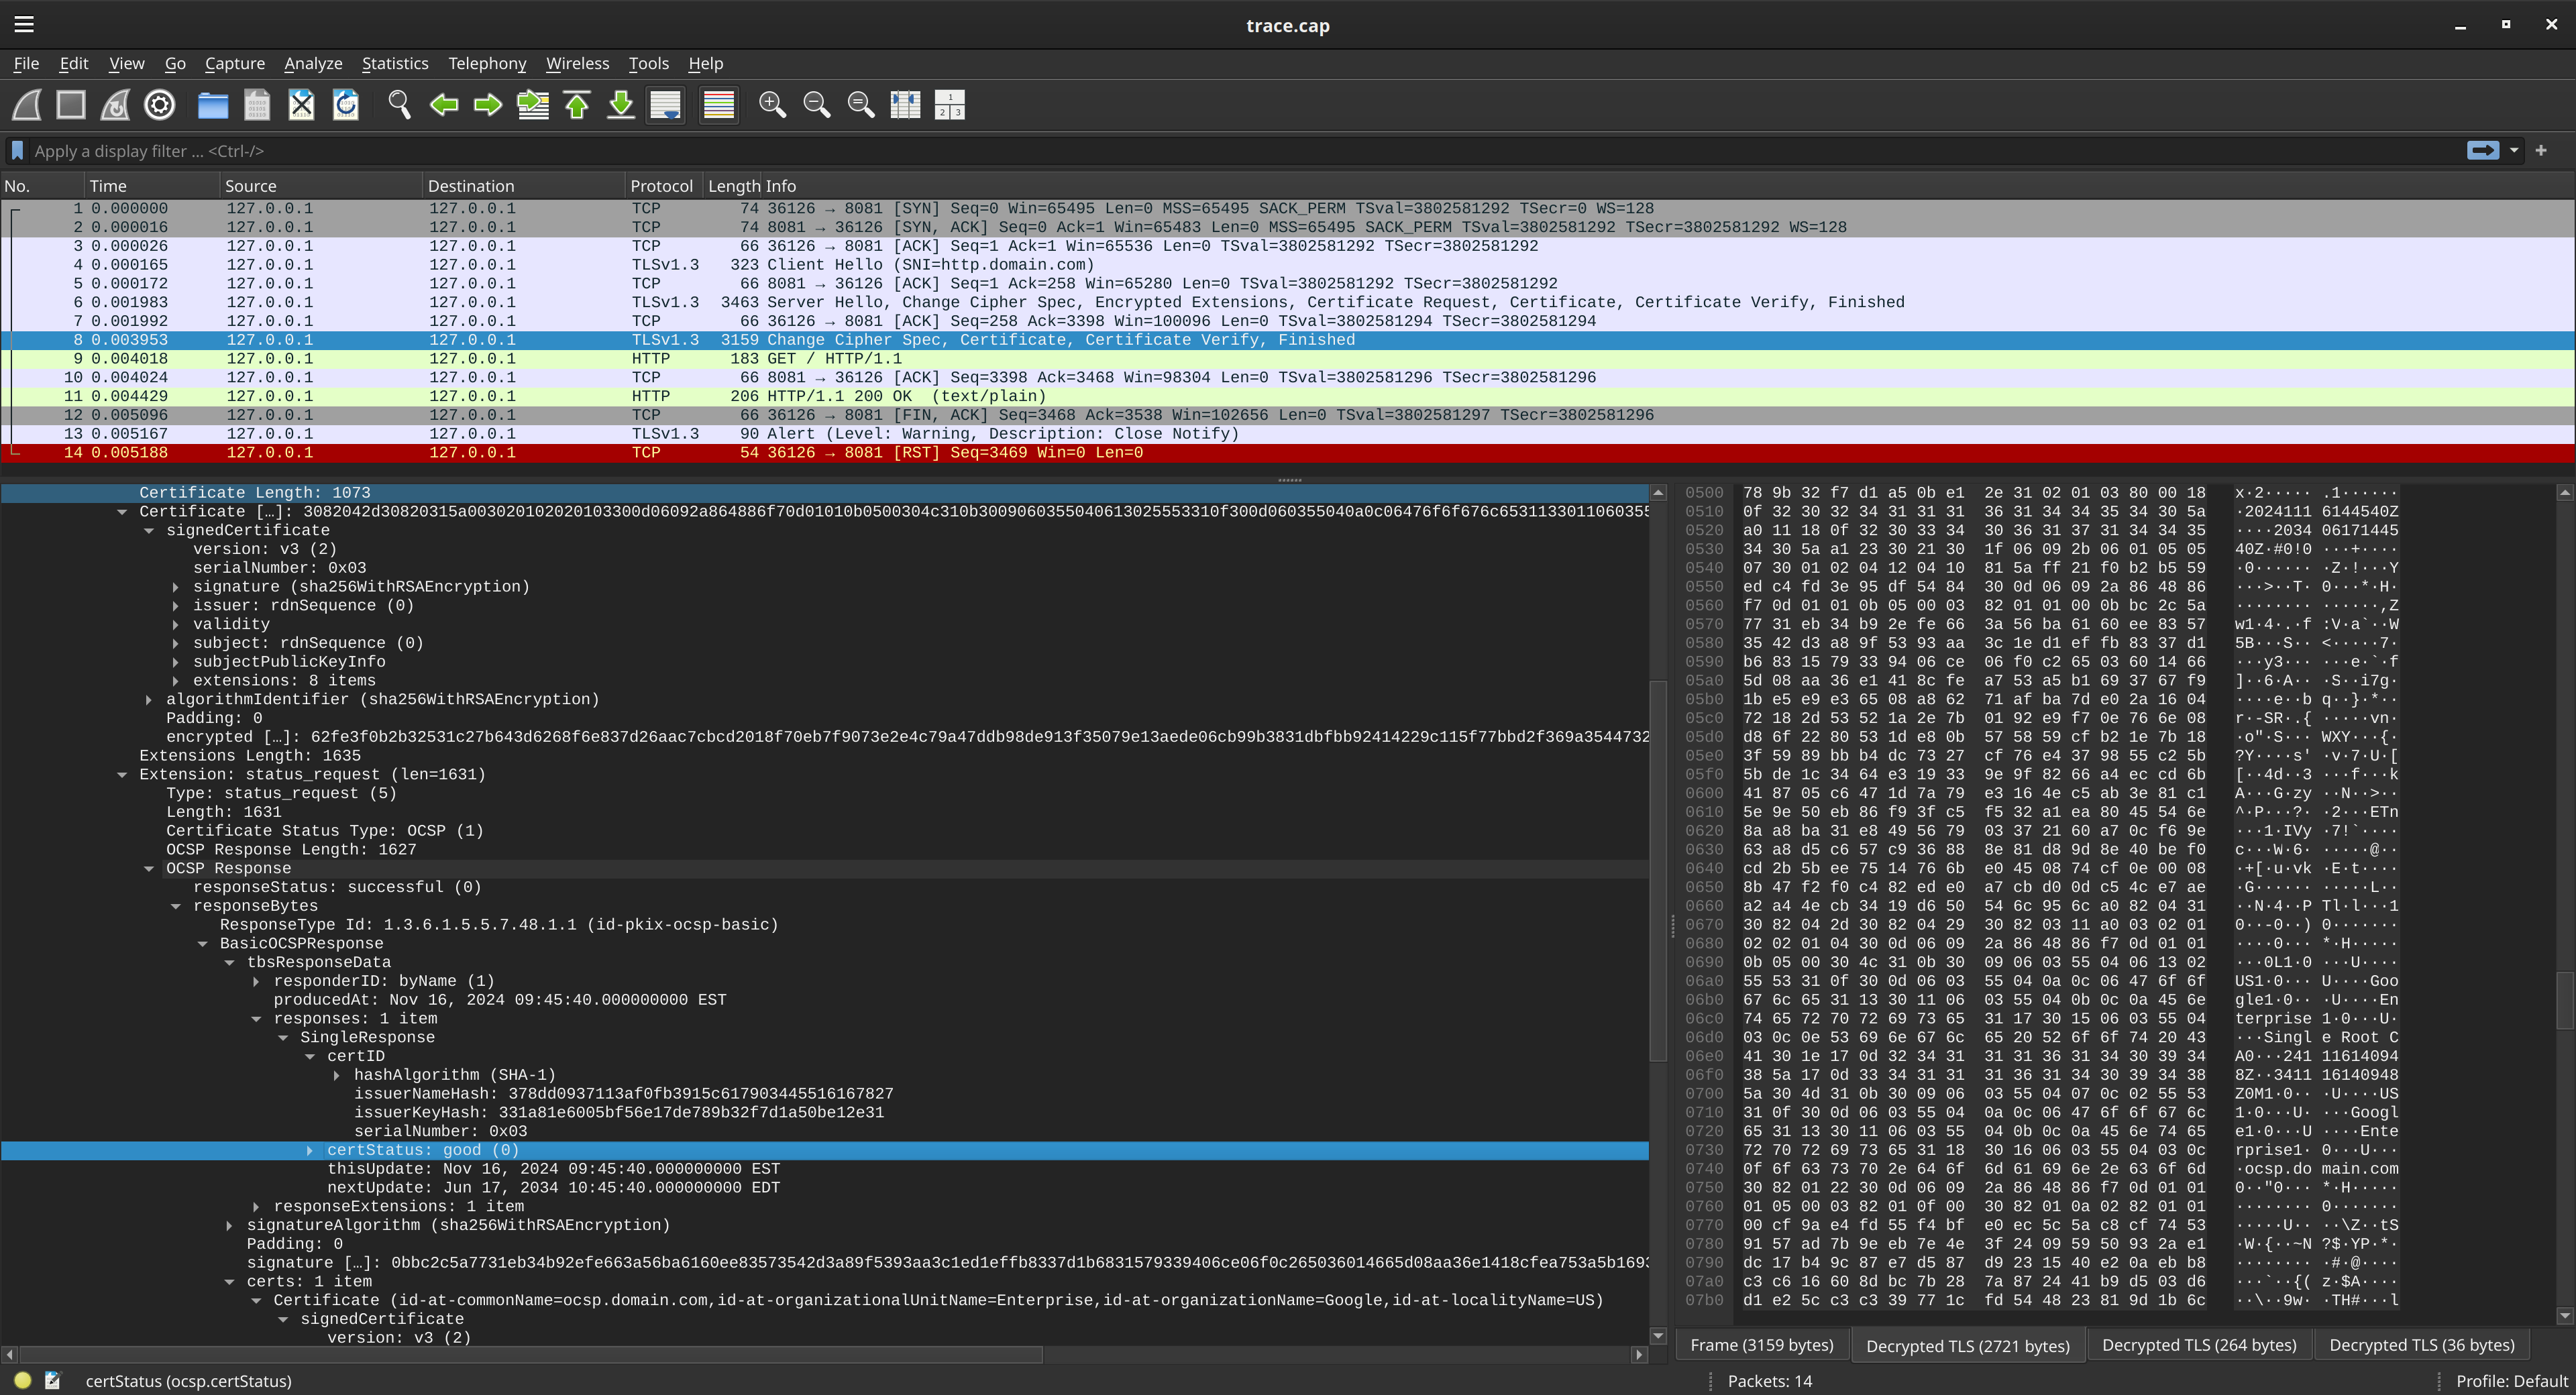 trace.cap
File Edit View Go Capture Analyze Statistics Telephony Wireless Tools Help
Apply a display filter ... <Ctrl-/>
No. Time Source Destination Protocol Length Info
1 0.000000 127.0.0.1 127.0.0.1 TCP 74 36126 → 8081 [SYN] Seq=0 Win=65495 Len=0 MSS=65495 SACK_PERM TSval=3802581292 TSecr=0 WS=128
2 0.000016 127.0.0.1 127.0.0.1 TCP 74 8081 → 36126 [SYN, ACK] Seq=0 Ack=1 Win=65483 Len=0 MSS=65495 SACK_PERM TSval=3802581292 TSecr=3802581292 WS=128
3 0.000026 127.0.0.1 127.0.0.1 TCP 66 36126 → 8081 [ACK] Seq=1 Ack=1 Win=65536 Len=0 TSval=3802581292 TSecr=3802581292
4 0.000165 127.0.0.1 127.0.0.1 TLSv1.3 323 Client Hello (SNI=http.domain.com)
5 0.000172 127.0.0.1 127.0.0.1 TCP 66 8081 → 36126 [ACK] Seq=1 Ack=258 Win=65280 Len=0 TSval=3802581292 TSecr=3802581292
6 0.001983 127.0.0.1 127.0.0.1 TLSv1.3 3463 Server Hello, Change Cipher Spec, Encrypted Extensions, Certificate Request, Certificate, Certificate Verify, Finished
7 0.001992 127.0.0.1 127.0.0.1 TCP 66 36126 → 8081 [ACK] Seq=258 Ack=3398 Win=100096 Len=0 TSval=3802581294 TSecr=3802581294
8 0.003953 127.0.0.1 127.0.0.1 TLSv1.3 3159 Change Cipher Spec, Certificate, Certificate Verify, Finished
9 0.004018 127.0.0.1 127.0.0.1 HTTP 183 GET / HTTP/1.1
10 0.004024 127.0.0.1 127.0.0.1 TCP 66 8081 → 36126 [ACK] Seq=3398 Ack=3468 Win=98304 Len=0 TSval=3802581296 TSecr=3802581296
11 0.004429 127.0.0.1 127.0.0.1 HTTP 206 HTTP/1.1 200 OK (text/plain)
12 0.005096 127.0.0.1 127.0.0.1 TCP 66 36126 → 8081 [FIN, ACK] Seq=3468 Ack=3538 Win=102656 Len=0 TSval=3802581297 TSecr=3802581296
13 0.005167 127.0.0.1 127.0.0.1 TLSv1.3 90 Alert (Level: Warning, Description: Close Notify)
14 0.005188 127.0.0.1 127.0.0.1 TCP 54 36126 → 8081 [RST] Seq=3469 Win=0 Len=0
Certificate Length: 1073
Certificate […]: 3082042d30820315a003020102020103300d06092a864886f70d01010b0500304c310b3009060355040613025553310f300d060355040a0c06476f6f676c6531133011060355
signedCertificate
version: v3 (2)
serialNumber: 0x03
signature (sha256WithRSAEncryption)
issuer: rdnSequence (0)
validity
subject: rdnSequence (0)
subjectPublicKeyInfo
extensions: 8 items
algorithmIdentifier (sha256WithRSAEncryption)
Padding: 0
encrypted […]: 62fe3f0b2b32531c27b643d6268f6e837d26aac7cbcd2018f70eb7f9073e2e4c79a47ddb98de913f35079e13aede06cb99b3831dbfbb92414229c115f77bbd2f369a3544732
Extensions Length: 1635
Extension: status_request (len=1631)
Type: status_request (5)
Length: 1631
Certificate Status Type: OCSP (1)
OCSP Response Length: 1627
OCSP Response
responseStatus: successful (0)
responseBytes
ResponseType Id: 1.3.6.1.5.5.7.48.1.1 (id-pkix-ocsp-basic)
BasicOCSPResponse
tbsResponseData
responderID: byName (1)
producedAt: Nov 16, 2024 09:45:40.000000000 EST
responses: 1 item
SingleResponse
certID
hashAlgorithm (SHA-1)
issuerNameHash: 378dd0937113af0fb3915c617903445516167827
issuerKeyHash: 331a81e6005bf56e17de789b32f7d1a50be12e31
serialNumber: 0x03
certStatus: good (0)
thisUpdate: Nov 16, 2024 09:45:40.000000000 EST
nextUpdate: Jun 17, 2034 10:45:40.000000000 EDT
responseExtensions: 1 item
signatureAlgorithm (sha256WithRSAEncryption)
Padding: 0
signature […]: 0bbc2c5a7731eb34b92efe663a56ba6160ee83573542d3a89f5393aa3c1ed1effb8337d1b6831579339406ce06f0c265036014665d08aa36e1418cfea753a5b1693
certs: 1 item
Certificate (id-at-commonName=ocsp.domain.com,id-at-organizationalUnitName=Enterprise,id-at-organizationName=Google,id-at-localityName=US)
signedCertificate
version: v3 (2)
0500 78 9b 32 f7 d1 a5 0b e1 2e 31 02 01 03 80 00 18 x·2····· .1······
0510 0f 32 30 32 34 31 31 31 36 31 34 34 35 34 30 5a ·2024111 6144540Z
0520 a0 11 18 0f 32 30 33 34 30 36 31 37 31 34 34 35 ····2034 06171445
0530 34 30 5a a1 23 30 21 30 1f 06 09 2b 06 01 05 05 40Z·#0!0 ···+····
0540 07 30 01 02 04 12 04 10 81 5a ff 21 f0 b2 b5 59 ·0······ ·Z·!···Y
0550 ed c4 fd 3e 95 df 54 84 30 0d 06 09 2a 86 48 86 ···>··T· 0···*·H·
0560 f7 0d 01 01 0b 05 00 03 82 01 01 00 0b bc 2c 5a ········ ······,Z
0570 77 31 eb 34 b9 2e fe 66 3a 56 ba 61 60 ee 83 57 w1·4·.·f :V·a`··W
0580 35 42 d3 a8 9f 53 93 aa 3c 1e d1 ef fb 83 37 d1 5B···S·· <·····7·
0590 b6 83 15 79 33 94 06 ce 06 f0 c2 65 03 60 14 66 ···y3··· ···e·`·f
05a0 5d 08 aa 36 e1 41 8c fe a7 53 a5 b1 69 37 67 f9 ]··6·A·· ·S··i7g·
05b0 1b e5 e9 e3 65 08 a8 62 71 af ba 7d e0 2a 16 04 ····e··b q··}·*··
05c0 72 18 2d 53 52 1a 2e 7b 01 92 e9 f7 0e 76 6e 08 r·-SR·.{ ·····vn·
05d0 d8 6f 22 80 53 1d e8 0b 57 58 59 cf b2 1e 7b 18 ·o"·S··· WXY···{·
05e0 3f 59 89 bb b4 dc 73 27 cf 76 e4 37 98 55 c2 5b ?Y····s' ·v·7·U·[
05f0 5b de 1c 34 64 e3 19 33 9e 9f 82 66 a4 ec cd 6b [··4d··3 ···f···k
0600 41 87 05 c6 47 1d 7a 79 e3 16 4e c5 ab 3e 81 c1 A···G·zy ··N··>··
0610 5e 9e 50 eb 86 f9 3f c5 f5 32 a1 ea 80 45 54 6e ^·P···?· ·2···ETn
0620 8a a8 ba 31 e8 49 56 79 03 37 21 60 a7 0c f6 9e ···1·IVy ·7!`····
0630 63 a8 d5 c6 57 c9 36 88 8e 81 d8 9d 8e 40 be f0 c···W·6· ·····@··
0640 cd 2b 5b ee 75 14 76 6b e0 45 08 74 cf 0e 00 08 ·+[·u·vk ·E·t····
0650 8b 47 f2 f0 c4 82 ed e0 a7 cb d0 0d c5 4c e7 ae ·G······ ·····L··
0660 a2 a4 4e cb 34 19 d6 50 54 6c 95 6c a0 82 04 31 ··N·4··P Tl·l···1
0670 30 82 04 2d 30 82 04 29 30 82 03 11 a0 03 02 01 0··-0··) 0·······
0680 02 02 01 04 30 0d 06 09 2a 86 48 86 f7 0d 01 01 ····0··· *·H·····
0690 0b 05 00 30 4c 31 0b 30 09 06 03 55 04 06 13 02 ···0L1·0 ···U····
06a0 55 53 31 0f 30 0d 06 03 55 04 0a 0c 06 47 6f 6f US1·0··· U····Goo
06b0 67 6c 65 31 13 30 11 06 03 55 04 0b 0c 0a 45 6e gle1·0·· ·U····En
06c0 74 65 72 70 72 69 73 65 31 17 30 15 06 03 55 04 terprise 1·0···U·
06d0 03 0c 0e 53 69 6e 67 6c 65 20 52 6f 6f 74 20 43 ···Singl e Root C
06e0 41 30 1e 17 0d 32 34 31 31 31 36 31 34 30 39 34 A0···241 11614094
06f0 38 5a 17 0d 33 34 31 31 31 36 31 34 30 39 34 38 8Z··3411 16140948
0700 5a 30 4d 31 0b 30 09 06 03 55 04 07 0c 02 55 53 Z0M1·0·· ·U····US
0710 31 0f 30 0d 06 03 55 04 0a 0c 06 47 6f 6f 67 6c 1·0···U· ···Googl
0720 65 31 13 30 11 06 03 55 04 0b 0c 0a 45 6e 74 65 e1·0···U ····Ente
0730 72 70 72 69 73 65 31 18 30 16 06 03 55 04 03 0c rprise1· 0···U···
0740 0f 6f 63 73 70 2e 64 6f 6d 61 69 6e 2e 63 6f 6d ·ocsp.do main.com
0750 30 82 01 22 30 0d 06 09 2a 86 48 86 f7 0d 01 01 0··"0··· *·H·····
0760 01 05 00 03 82 01 0f 00 30 82 01 0a 02 82 01 01 ········ 0·······
0770 00 cf 9a e4 fd 55 f4 bf e0 ec 5c 5a c8 cf 74 53 ·····U·· ··\Z··tS
0780 91 57 ad 7b 9e eb 7e 4e 3f 24 09 59 50 93 2a e1 ·W·{··~N ?$·YP·*·
0790 dc 17 b4 9c 87 e7 d5 87 d9 23 15 40 e2 0a eb b8 ········ ·#·@····
07a0 c3 c6 16 60 8d bc 7b 28 7a 87 24 41 b9 d5 03 d6 ···`··{( z·$A····
07b0 d1 e2 5c c3 c3 39 77 1c fd 54 48 23 81 9d 1b 6c ··\··9w· ·TH#···l
Frame (3159 bytes) Decrypted TLS (2721 bytes) Decrypted TLS (264 bytes) Decrypted TLS (36 bytes)
certStatus (ocsp.certStatus) Packets: 14 Profile: Default